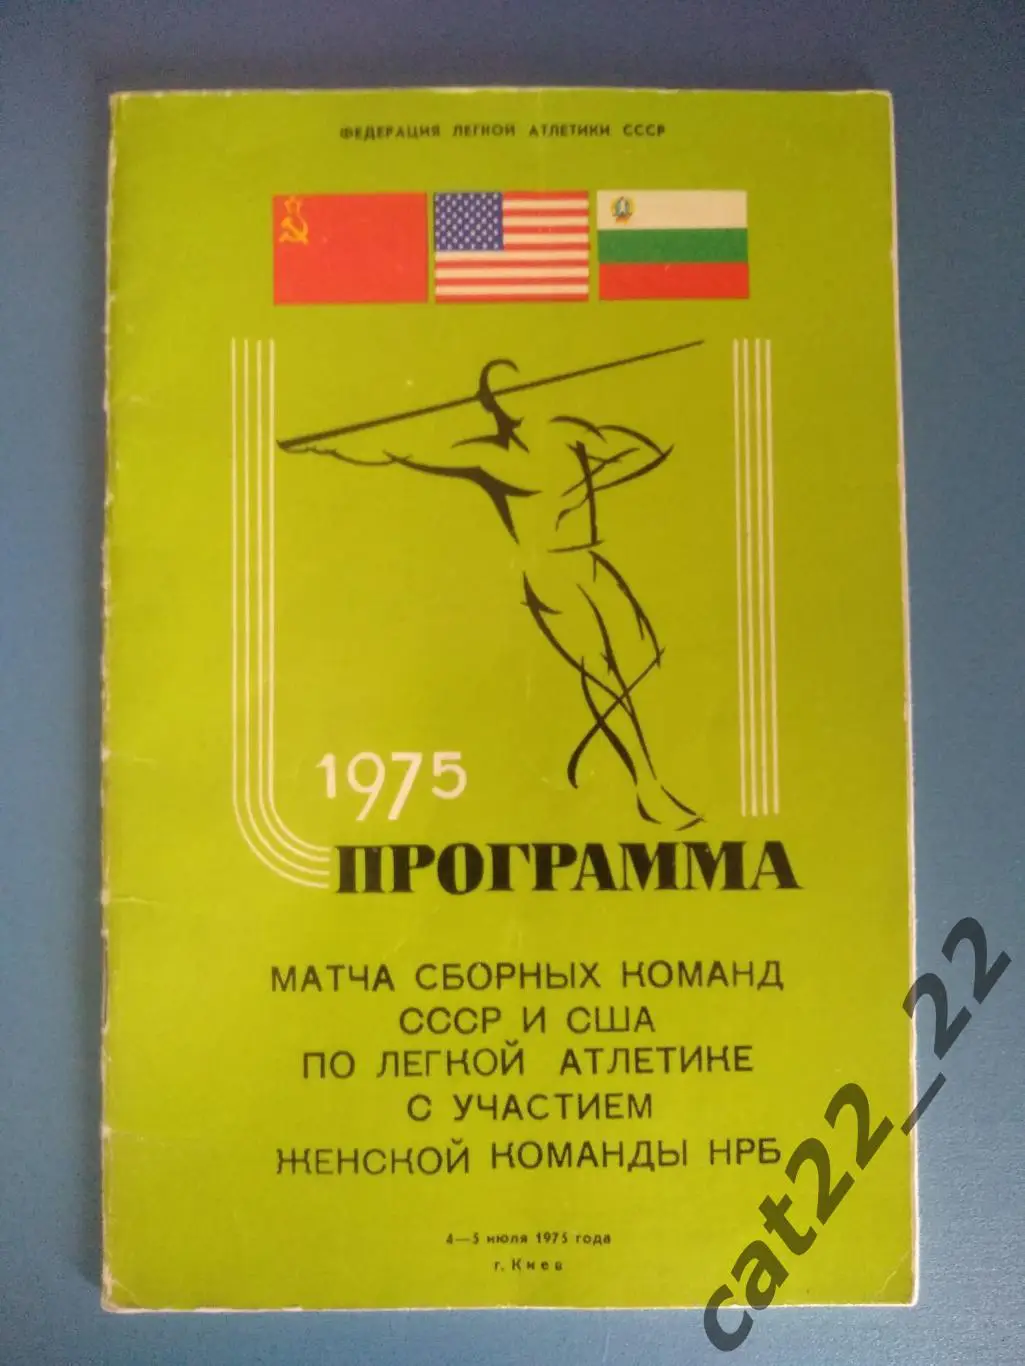 ФЕДЕРАЦИЯ ЛЕГКОЙ АТЛЕТИКИ СССР
1975
ПРОГРАММА
МАТЧА СБОРНЫХ КОМАНД
СССР И США
ПО ЛЕГКОЙ АТЛЕТИКЕ
С УЧАСТИЕМ
ЖЕНСКОЙ КОМАНДЫ НРБ
4—5 июля 1975 года
г. Киев
cat22_22